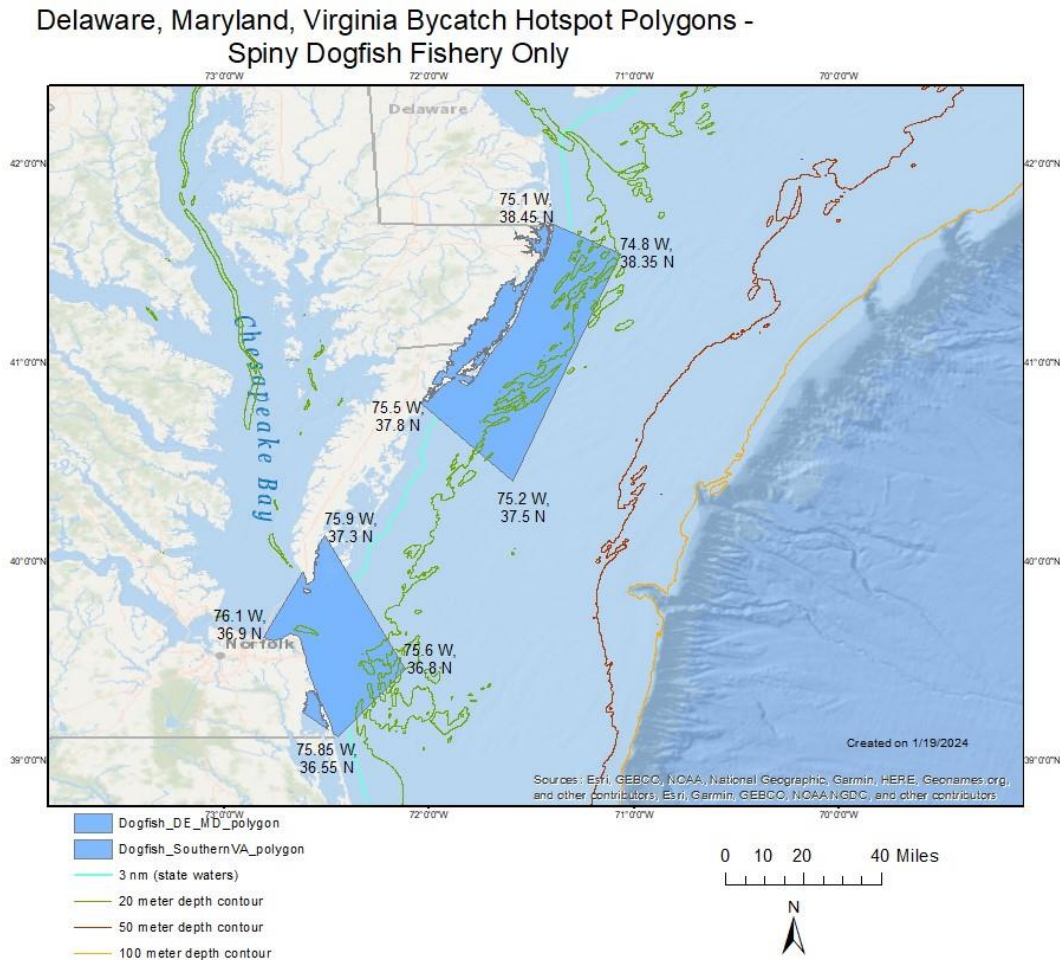 Delaware, Maryland, Virginia Bycatch Hotspot Polygons -
Spiny Dogfish Fishery Only
73°0'0"W
72°0'0"W
71°0'0"W
70°0'0"W
Delaware
42°0'0"N
42°0'0"N
75.1 W,
38.45 N
74.8 W,
38.35 N
Chesapeake Bay
41°0'0"N
41°0'0"N
75.5 W,
37.8 N
75.2 W,
37.5 N
75.9 W,
37.3 N
40°0'0"N
40°0'0"N
76.1 W,
36.9 N
Norfolk
75.6 W,
36.8 N
75.85 W,
36.55 N
Created on 1/19/2024
39°0'0"N
39°0'0"N
Sources: Esri, GEBCO, NOAA, National Geographic, Garmin, HERE, Geonames.org,
and other contributors, Esri, Garmin, GEBCO, NOAA NGDC, and other contributors
73°0'0"W
72°0'0"W
71°0'0"W
70°0'0"W
Dogfish_DE_MD_polygon
Dogfish_SouthernVA_polygon
3 nm (state waters)
20 meter depth contour
50 meter depth contour
100 meter depth contour
0 10 20 40 Miles
N